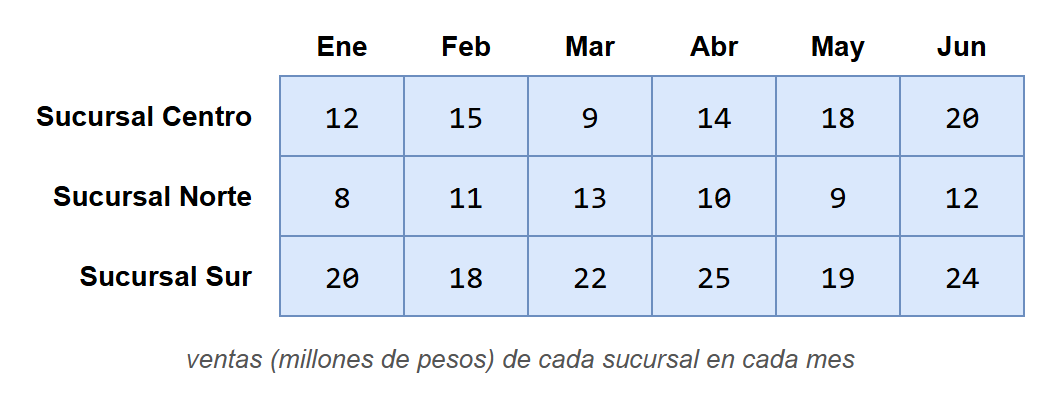 Ene Feb Mar Abr May Jun
Sucursal Centro 12 15 9 14 18 20
Sucursal Norte 8 11 13 10 9 12
Sucursal Sur 20 18 22 25 19 24
ventas (millones de pesos) de cada sucursal en cada mes